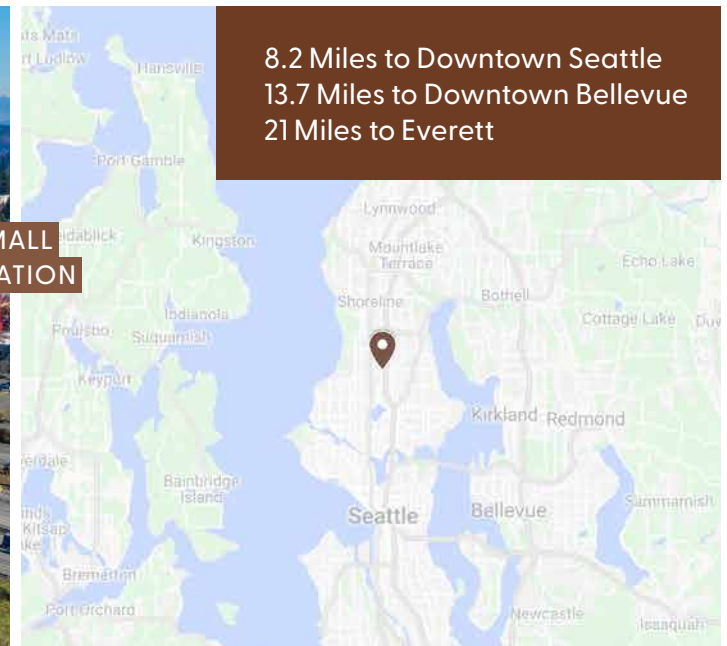 8.2 Miles to Downtown Seattle
13.7 Miles to Downtown Bellevue
21 Miles to Everett
Hansville
Port Gamble
MALL
ATION
Kingston
Lynnwood
Mountlake
Terrace
Echo Lake
Indianola
Shoreline
Bothell
Cottage Lake
Poulsbo
Suquamish
Keyport
Kirkland
Redmond
Bainbridge
Island
Seattle
Bellevue
Sammamish
Kitsap
Bremerton
Port Orchard
Newcastle
Issaquah